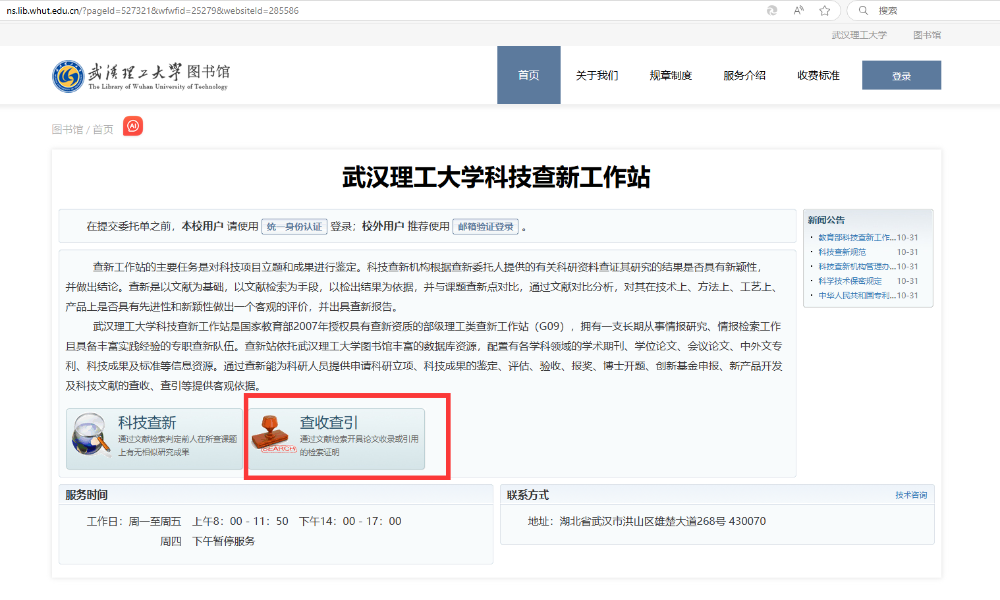 ns.lib.whut.edu.cn/?pageId=527321&wfwfid=25279&websiteId=285586
搜索
武汉理工大学 图书馆
武汉理工大学 图书馆
The Library of Wuhan University of Technology
首页 关于我们 规章制度 服务介绍 收费标准 登录
图书馆 / 首页
AI
武汉理工大学科技查新工作站
在提交委托单之前，本校用户 请使用 统一身份认证 登录；校外用户 推荐使用 邮箱验证登录 。
查新工作站的主要任务是对科技项目立题和成果进行鉴定。科技查新机构根据查新委托人提供的有关科研资料查证其研究的结果是否具有新颖性，
并做出结论。查新是以文献为基础，以文献检索为手段，以检出结果为依据，并与课题查新点对比，通过文献对比分析，对其在技术上、方法上、工艺上、
产品上是否具有先进性和新颖性做出一个客观的评价，并出具查新报告。
武汉理工大学科技查新工作站是国家教育部2007年授权具有查新资质的部级理工类查新工作站（G09），拥有一支长期从事情报研究、情报检索工作
且具备丰富实践经验的专职查新队伍。查新站依托武汉理工大学图书馆丰富的数据库资源，配置有各学科领域的学术期刊、学位论文、会议论文、中外文专
利、科技成果及标准等信息资源。通过查新能为科研人员提供申请科研立项、科技成果的鉴定、评估、验收、报奖、博士开题、创新基金申报、新产品开发
及科技文献的查收、查引等提供客观依据。
科技查新
通过文献检索判定前人在所查课题
上有无相似研究成果
SEARCH
查收查引
通过文献检索开具论文收录或引用
的检索证明
新闻公告
· 教育部科技查新工作...10-31
· 科技查新规范 10-31
· 科技查新机构管理办...10-31
· 科学技术保密规定 10-31
· 中华人民共和国专利...10-31
服务时间
工作日：周一至周五 上午8：00 - 11：50 下午14：00 - 17：00
周四 下午暂停服务
联系方式 技术咨询
地址：湖北省武汉市洪山区雄楚大道268号 430070